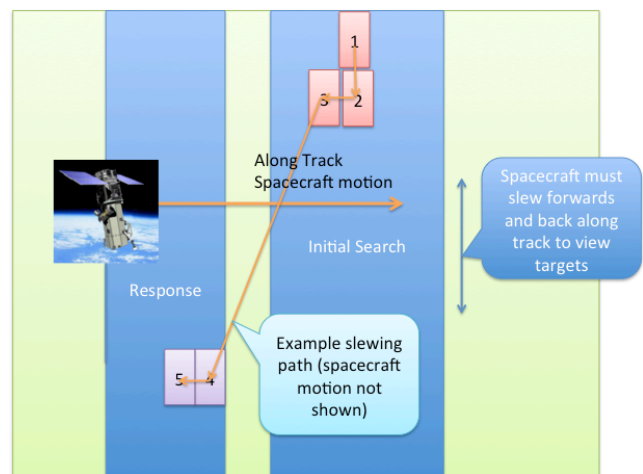 1
3 2
Along Track
Spacecraft motion
Spacecraft must
slew forwards
and back along
track to view
targets
Initial Search
Response
Example slewing
path (spacecraft
motion not
shown)
5 4